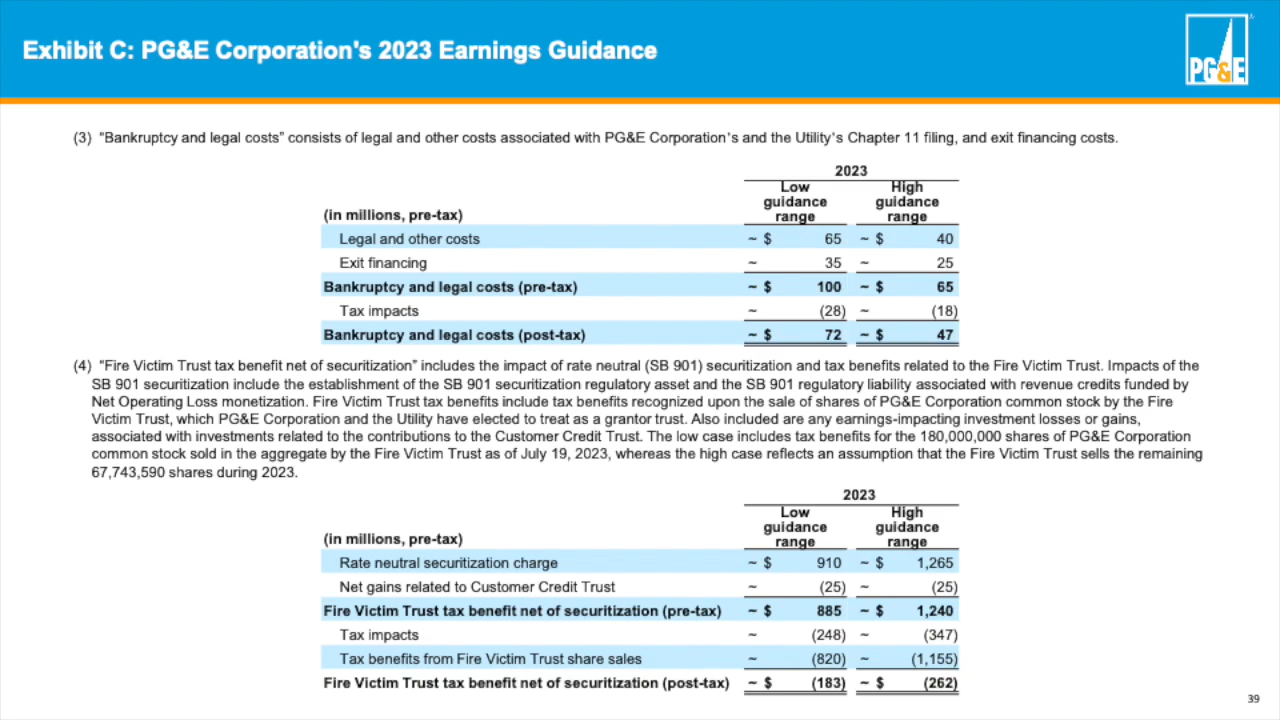 Exhibit C: PG&E Corporation's 2023 Earnings Guidance
PG&E
(3) "Bankruptcy and legal costs" consists of legal and other costs associated with PG&E Corporation's and the Utility's Chapter 11 filing, and exit financing costs.
2023
Low guidance range High guidance range
(in millions, pre-tax)
Legal and other costs ~ $ 65 ~ $ 40
Exit financing ~ 35 ~ 25
Bankruptcy and legal costs (pre-tax) ~ $ 100 ~ $ 65
Tax impacts ~ (28) ~ (18)
Bankruptcy and legal costs (post-tax) ~ $ 72 ~ $ 47
(4) "Fire Victim Trust tax benefit net of securitization" includes the impact of rate neutral (SB 901) securitization and tax benefits related to the Fire Victim Trust. Impacts of the
SB 901 securitization include the establishment of the SB 901 securitization regulatory asset and the SB 901 regulatory liability associated with revenue credits funded by
Net Operating Loss monetization. Fire Victim Trust tax benefits include tax benefits recognized upon the sale of shares of PG&E Corporation common stock by the Fire
Victim Trust, which PG&E Corporation and the Utility have elected to treat as a grantor trust. Also included are any earnings-impacting investment losses or gains,
associated with investments related to the contributions to the Customer Credit Trust. The low case includes tax benefits for the 180,000,000 shares of PG&E Corporation
common stock sold in the aggregate by the Fire Victim Trust as of July 19, 2023, whereas the high case reflects an assumption that the Fire Victim Trust sells the remaining
67,743,590 shares during 2023.
2023
Low guidance range High guidance range
(in millions, pre-tax)
Rate neutral securitization charge ~ $ 910 ~ $ 1,265
Net gains related to Customer Credit Trust ~ (25) ~ (25)
Fire Victim Trust tax benefit net of securitization (pre-tax) ~ $ 885 ~ $ 1,240
Tax impacts ~ (248) ~ (347)
Tax benefits from Fire Victim Trust share sales ~ (820) ~ (1,155)
Fire Victim Trust tax benefit net of securitization (post-tax) ~ $ (183) ~ $ (262)
39